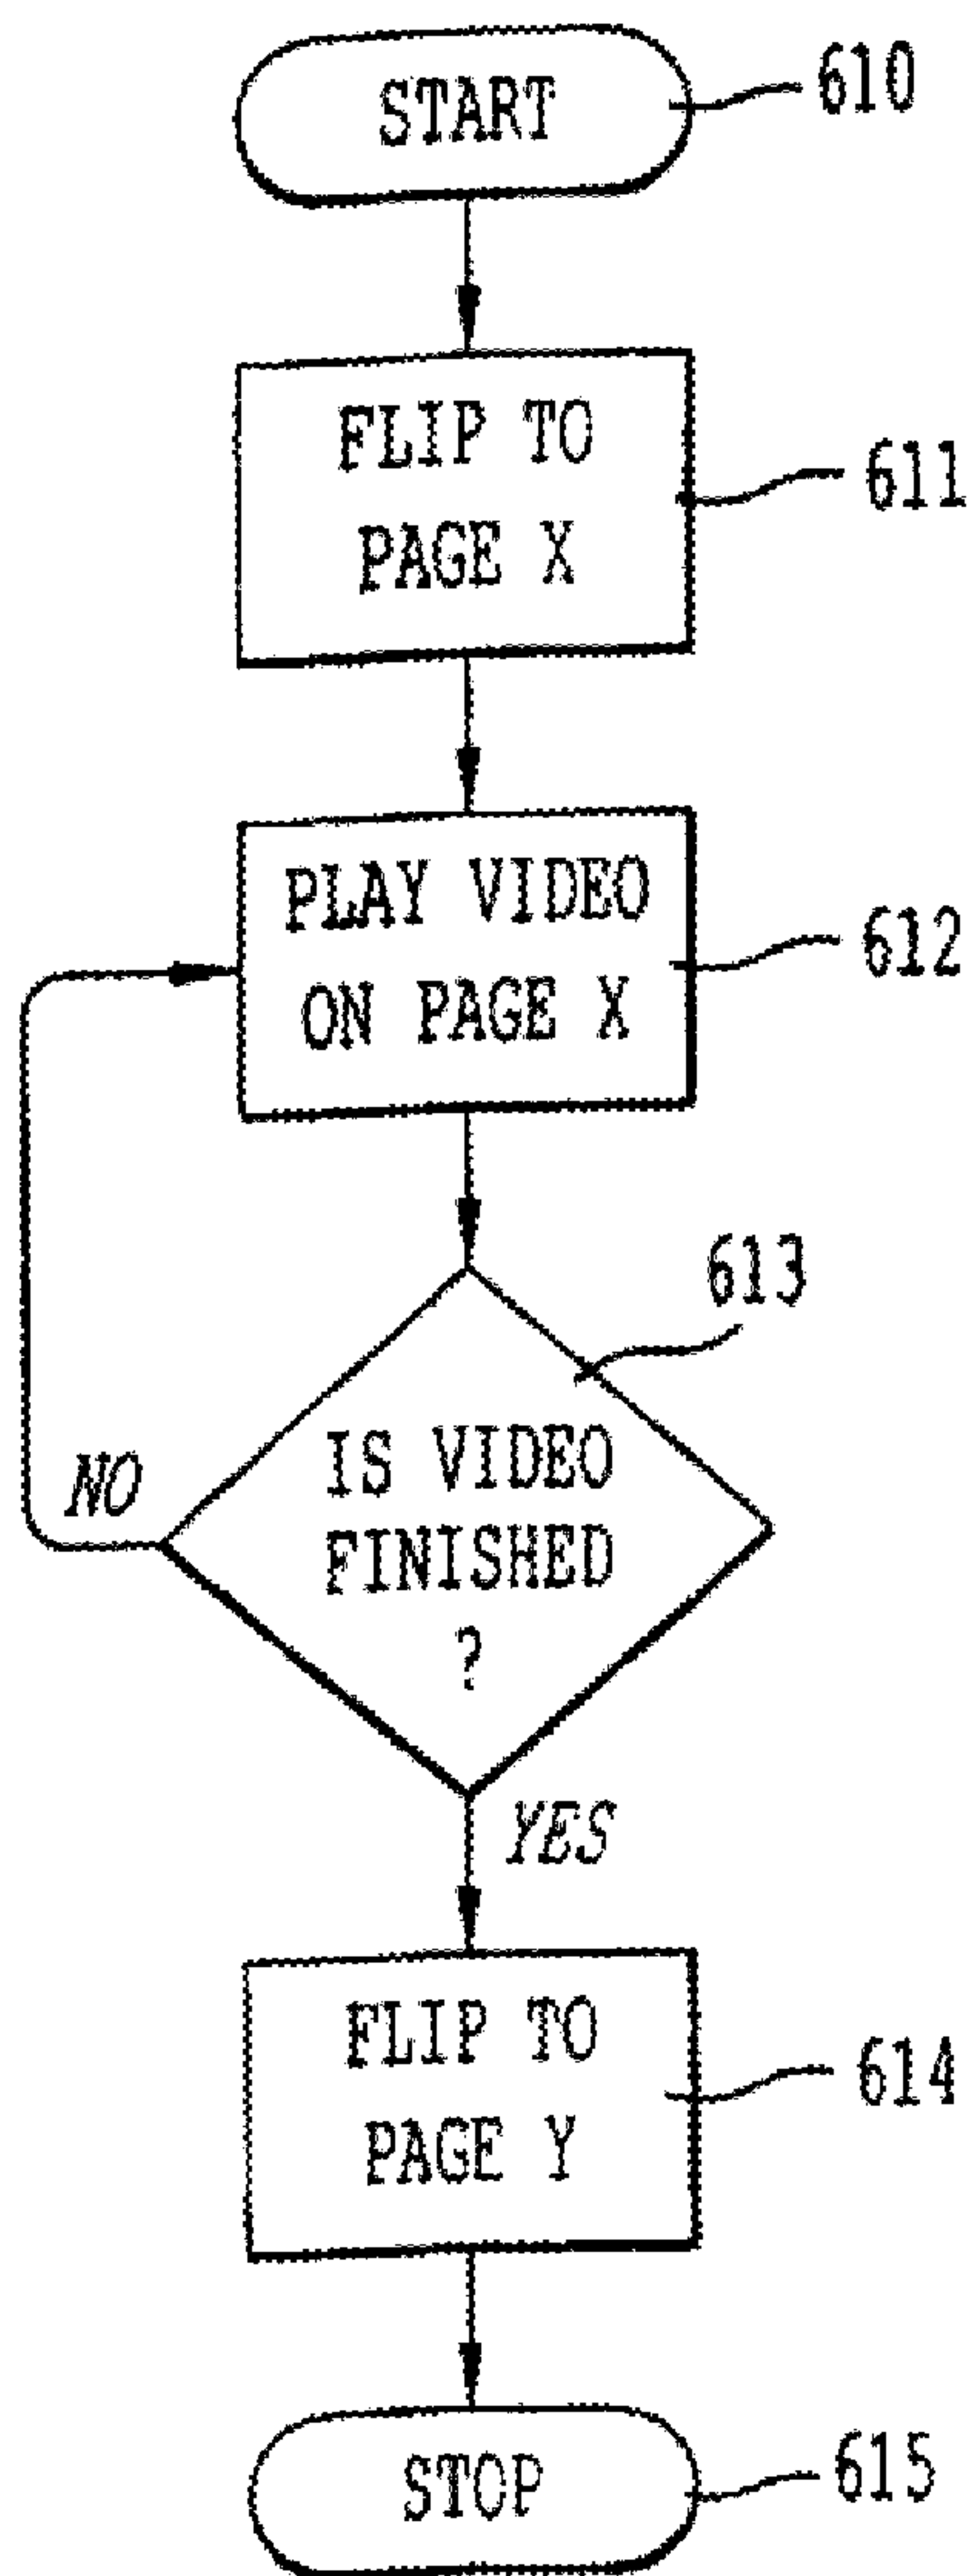 START
610
FLIP TO
PAGE X
611
PLAY VIDEO
ON PAGE X
612
613
IS VIDEO
FINISHED
?
NO
YES
FLIP TO
PAGE Y
614
STOP
615